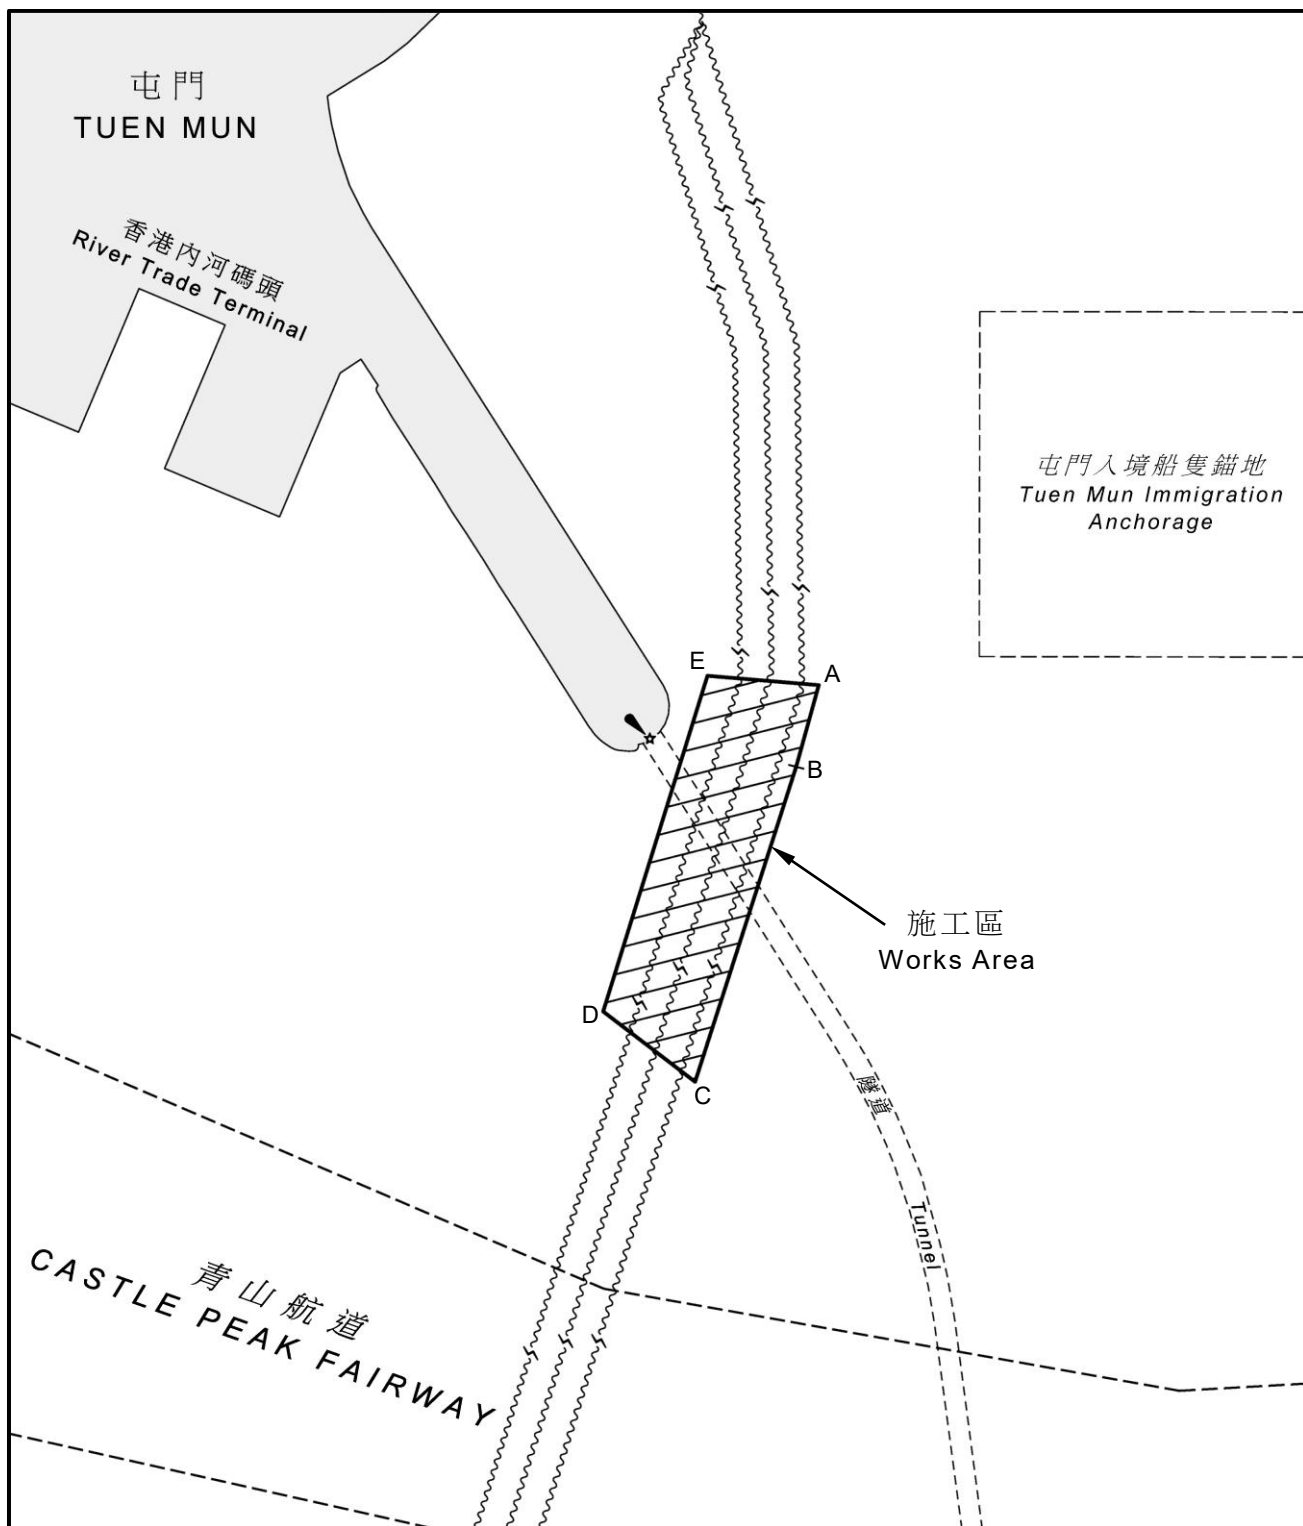 屯門
TUEN MUN
香港內河碼頭
River Trade Terminal
屯門入境船隻錨地
Tuen Mun Immigration
Anchorage
E
A
B
施工區
Works Area
D
C
隧道
Tunnel
青山航道
CASTLE PEAK FAIRWAY